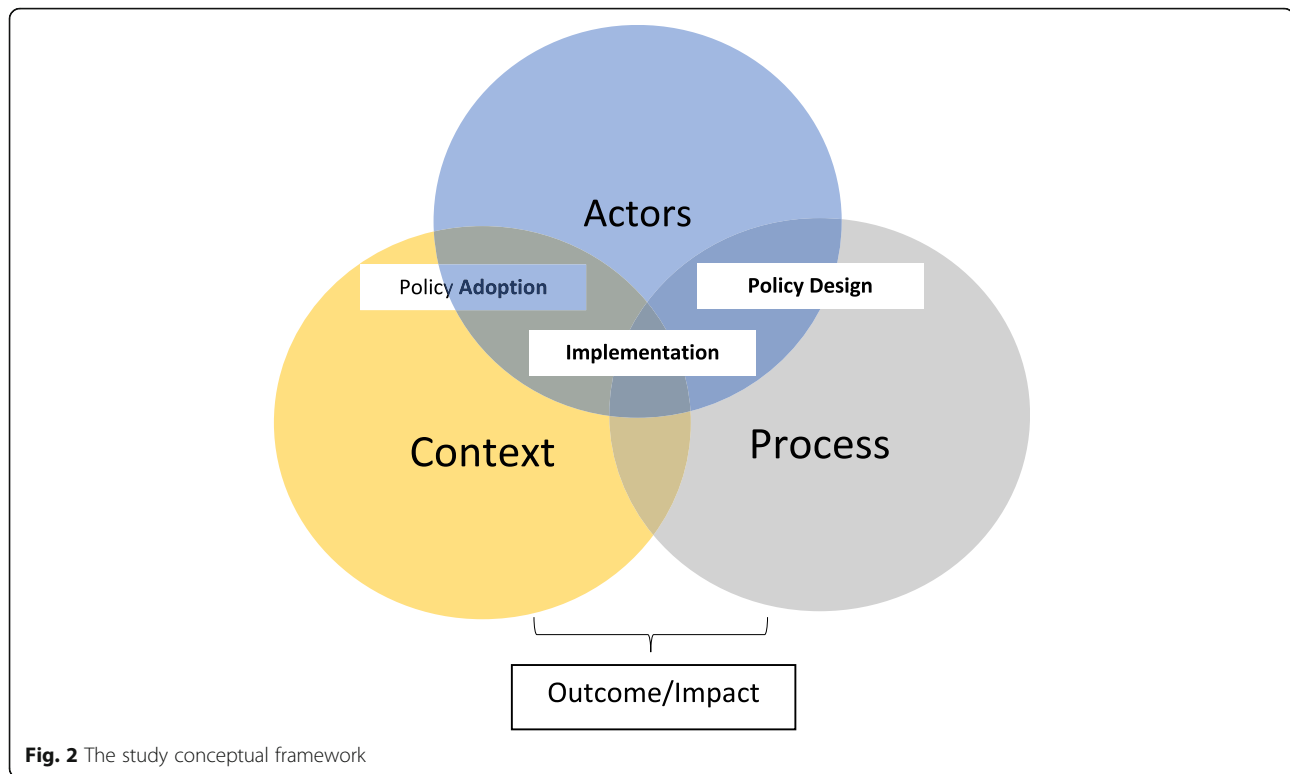 Actors
Policy Adoption
Policy Design
Implementation
Context
Process
Outcome/Impact
Fig. 2 The study conceptual framework